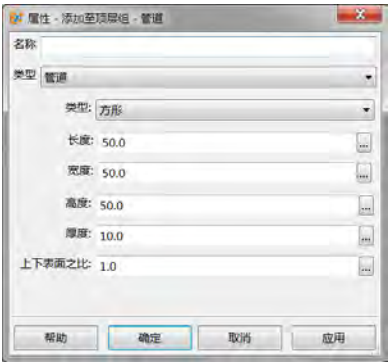 属性 - 添加至顶层组 - 管道
名称
类型 管道
类型: 方形
长度: 50.0 ...
宽度: 50.0 ...
高度: 50.0 ...
厚度: 10.0 ...
上下表面之比: 1.0 ...
帮助 确定 取消 应用